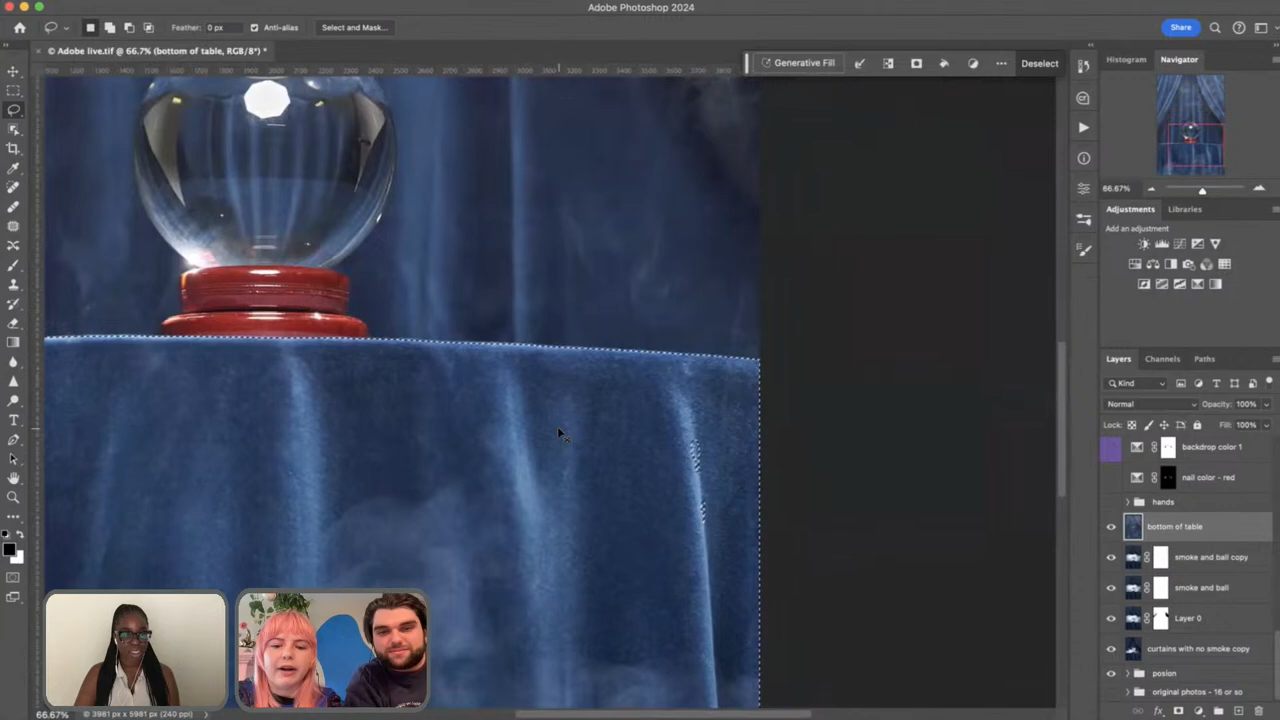 Adobe Photoshop 2024
Feather: 0 px
Anti-alias
Select and Mask...
Share
× © Adobe live.tif @ 66.7% (bottom of table, RGB/8*) *
Generative Fill
Deselect
Histogram
Navigator
66.67%
Adjustments
Libraries
Add an adjustment
Layers
Channels
Paths
Kind
Normal
Opacity: 100%
Lock:
Fill: 100%
backdrop color 1
nail color - red
hands
bottom of table
smoke and ball copy
smoke and ball
Layer 0
curtains with no smoke copy
posion
original photos - 16 or so
66.67%
3981 px x 5981 px (240 ppi)